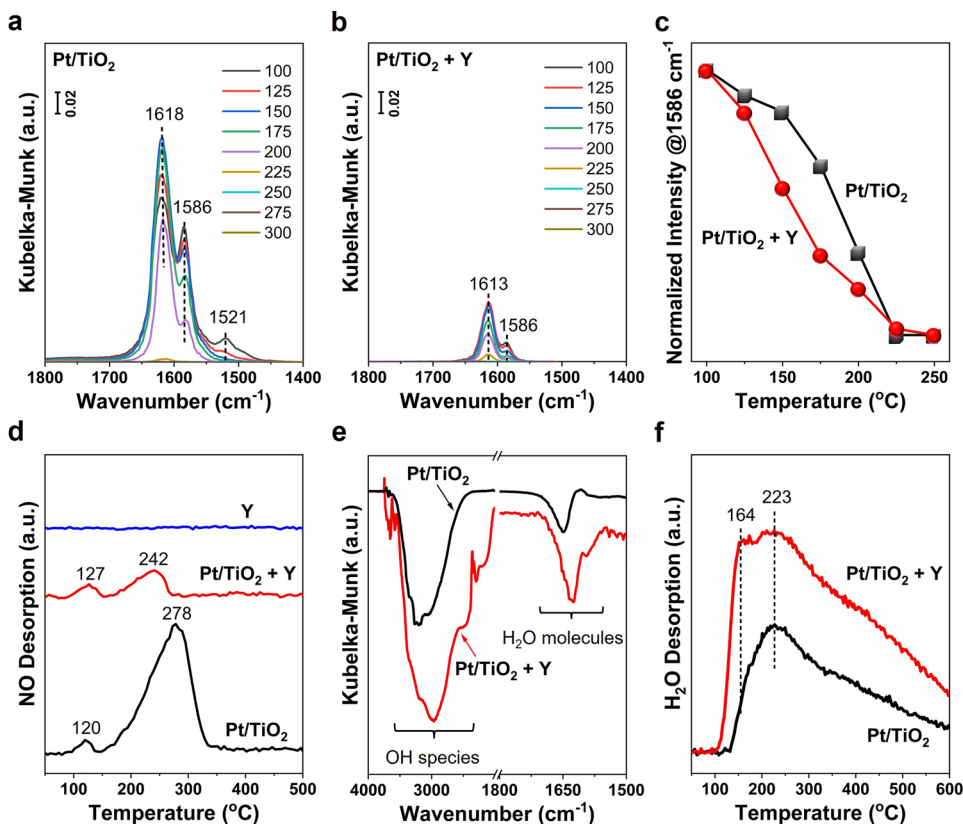 a
Pt/TiO2
0.02
1618
1586
1521
100
125
150
175
200
225
250
275
300
Kubelka-Munk (a.u.)
1800 1700 1600 1500 1400
Wavenumber (cm-1)
b
Pt/TiO2 + Y
0.02
1613
1586
100
125
150
175
200
225
250
275
300
Kubelka-Munk (a.u.)
1800 1700 1600 1500 1400
Wavenumber (cm-1)
c
Normalized Intensity @1586 cm-1
Pt/TiO2
Pt/TiO2 + Y
100 150 200 250
Temperature (oC)
d
NO Desorption (a.u.)
Y
127
242
Pt/TiO2 + Y
278
120
Pt/TiO2
100 200 300 400 500
Temperature (oC)
e
Kubelka-Munk (a.u.)
Pt/TiO2
H2O molecules
Pt/TiO2 + Y
OH species
4000 3000 1800 1650 1500
Wavenumber (cm-1)
f
H2O Desorption (a.u.)
164
223
Pt/TiO2 + Y
Pt/TiO2
100 200 300 400 500 600
Temperature (oC)